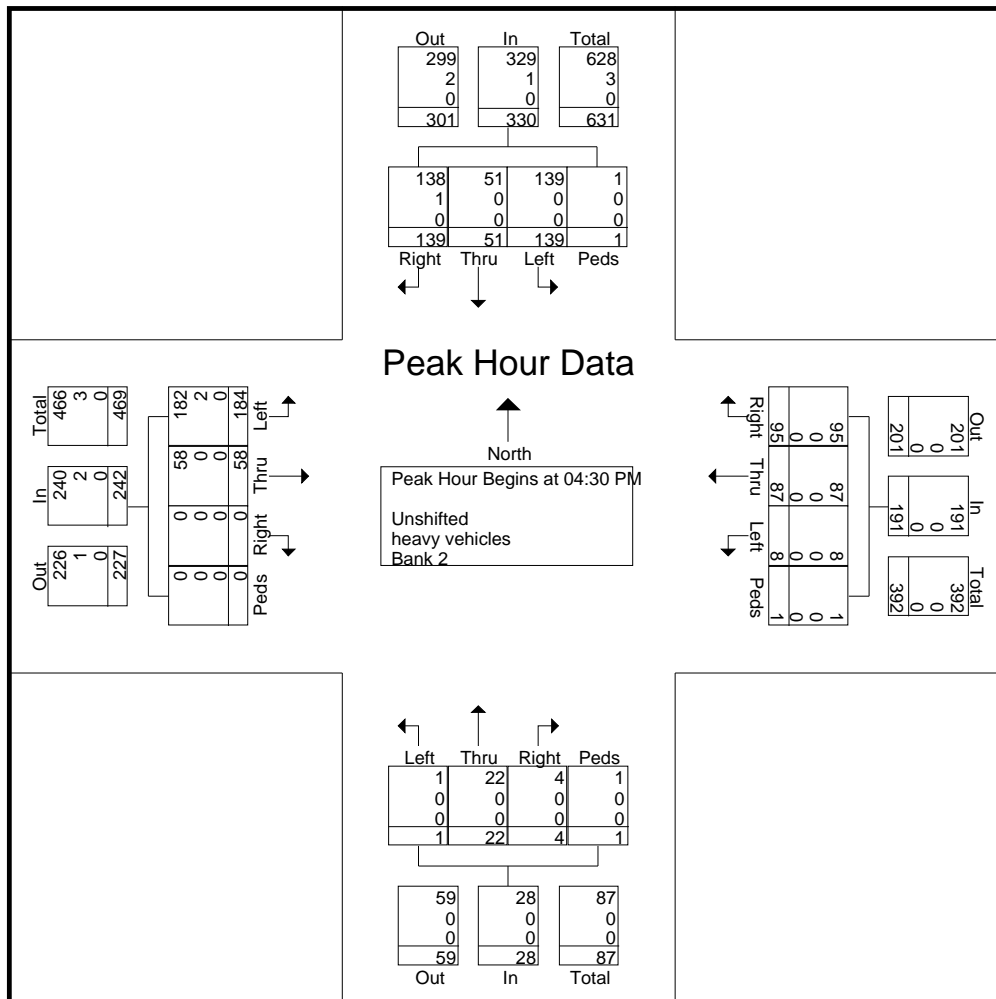 Out In Total
299 329 628
2 1 3
0 0 0
301 330 631
138 51 139 1
1 0 0 0
0 0 0 0
139 51 139 1
Right Thru Left Peds
Peak Hour Data
North
Peak Hour Begins at 04:30 PM
Unshifted
heavy vehicles
Bank 2
Left
182 2 0 184
Thru
58 0 0 58
Right
0 0 0 0
Peds
0 0 0 0
Total
466 3 0 469
In
240 2 0 242
Out
226 1 0 227
Right
95 0 0 95
Thru
87 0 0 87
Left
8 0 0 8
Peds
1 0 0 1
Out
201 0 0 201
In
191 0 0 191
Total
392 0 0 392
Left Thru Right Peds
1 22 4 1
0 0 0 0
0 0 0 0
1 22 4 1
59 28 87
0 0 0
0 0 0
59 28 87
Out In Total